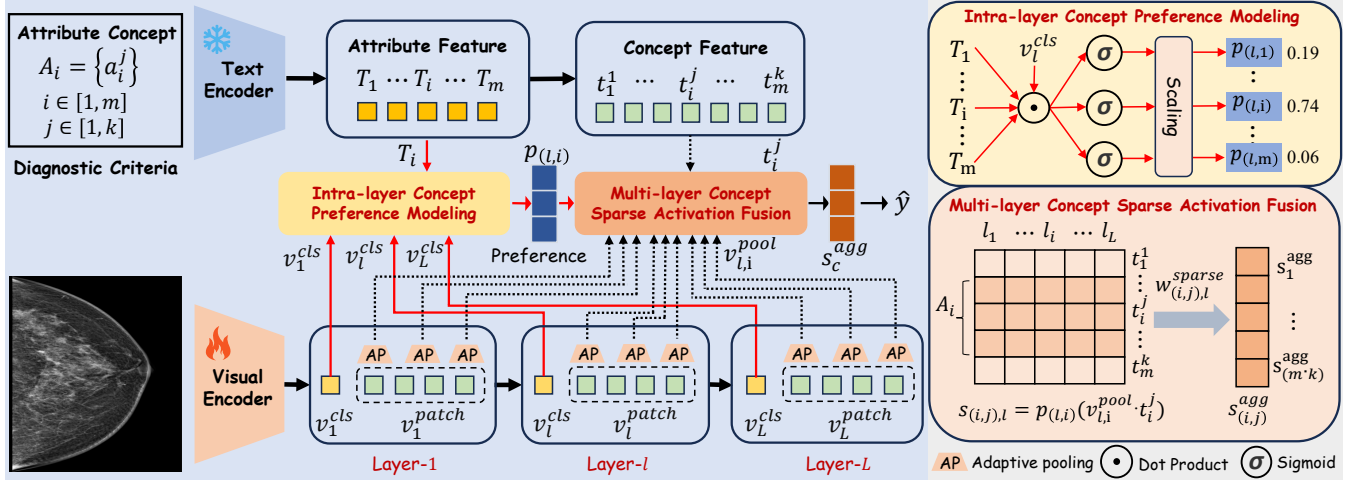 Attribute Concept
A_i = {a_i^j}
i ∈ [1, m]
j ∈ [1, k]
Diagnostic Criteria
Text
Encoder
Attribute Feature
T_1 ⋯ T_i ⋯ T_m
Concept Feature
t_1^1 ⋯ t_i^j ⋯ t_m^k
T_i
p_(l,i)
t_i^j
Intra-layer Concept
Preference Modeling
Multi-layer Concept
Sparse Activation Fusion
ŷ
Preference
s_c^agg
v_1^cls v_l^cls v_L^cls
v_l,i^pool
Visual
Encoder
AP AP AP
AP AP AP
AP AP AP
v_1^cls v_1^patch
v_l^cls v_l^patch
v_L^cls v_L^patch
Layer-1
Layer-l
Layer-L
Intra-layer Concept Preference Modeling
T_1
⋮
T_i
⋮
T_m
v_l^cls
σ
σ
σ
Scaling
p_(l,1) 0.19
p_(l,i) 0.74
⋮
p_(l,m) 0.06
Multi-layer Concept Sparse Activation Fusion
l_1 ⋯ l_i ⋯ l_L
A_i
t_1^1
⋮
t_i^j
⋮
t_m^k
w_(i,j),l^sparse
s_1^agg
⋮
s_(m·k)^agg
s_(i,j)^agg
s_(i,j),l = p_(l,i)(v_l,i^pool · t_i^j)
AP Adaptive pooling
Dot Product
σ Sigmoid